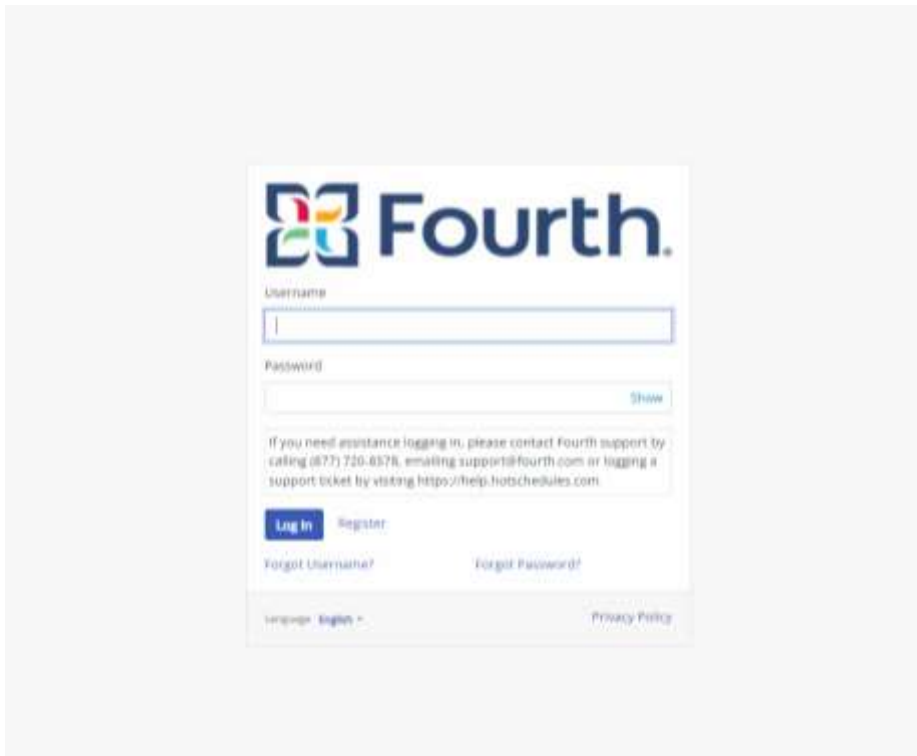 Fourth®
Username
Password
Show
If you need assistance logging in, please contact Fourth support by
calling (877) 720-8578, emailing support@fourth.com or logging a
support ticket by visiting https://help.hotschedules.com
Log In Register
Forgot Username? Forgot Password?
Language English Privacy Policy